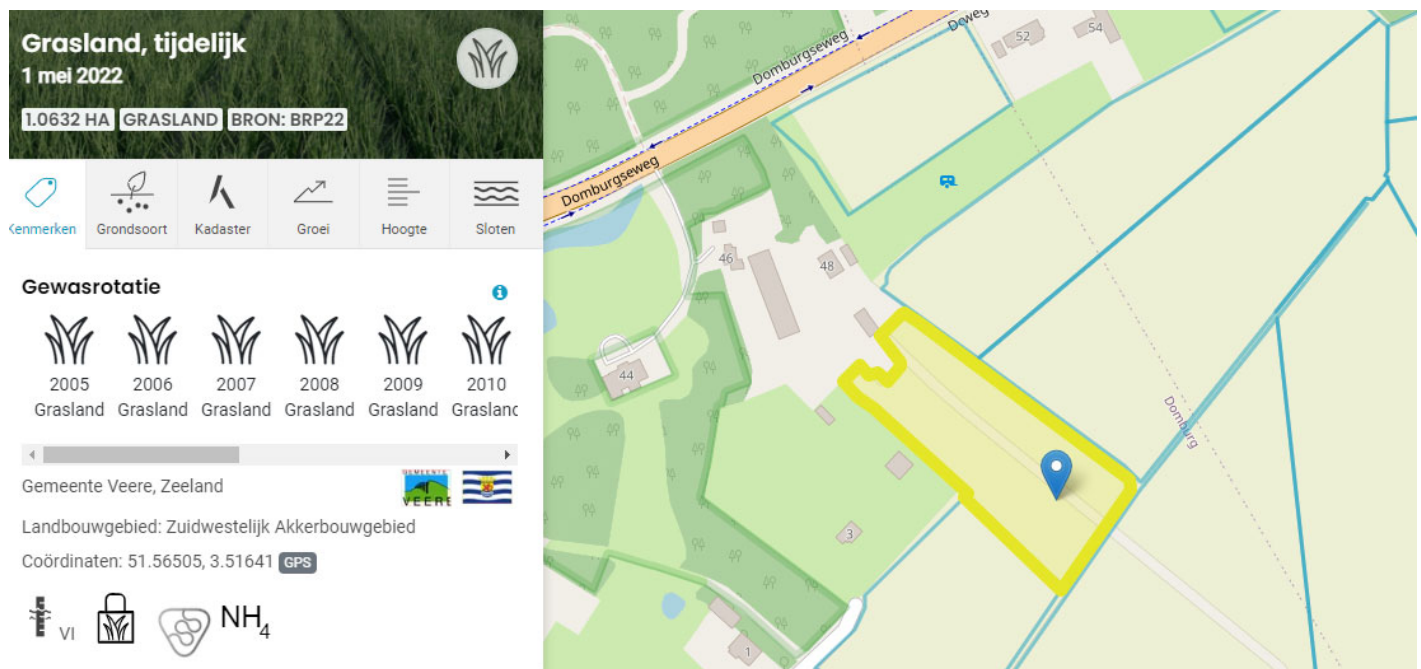 Grasland, tijdelijk
1 mei 2022
1.0632 HA GRASLAND BRON: BRP22
Kenmerken Grondsoort Kadaster Groei Hoogte Sloten
Gewasrotatie
2005 2006 2007 2008 2009 2010
Grasland Grasland Grasland Grasland Grasland Grasland
Gemeente Veere, Zeeland
GEMEENTE
VEERE
Landbouwgebied: Zuidwestelijk Akkerbouwgebied
Coördinaten: 51.56505, 3.51641 GPS
VI
NH4
Domburgseweg
Domburgseweg
52
54
46
48
44
Domburg
3
1